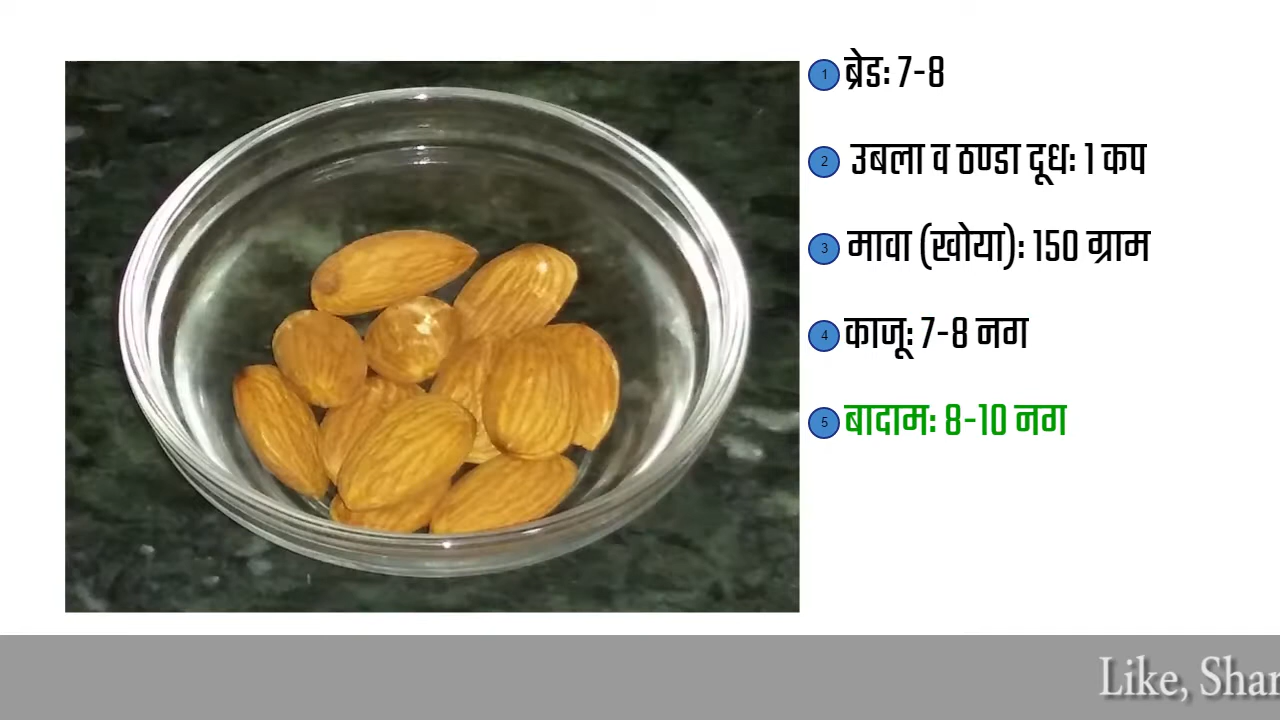 1 ब्रेड: 7-8
2 उबला व ठण्डा दूध: 1 कप
3 मावा (खोया): 150 ग्राम
4 काजू: 7-8 नग
5 बादाम: 8-10 नग
Like,